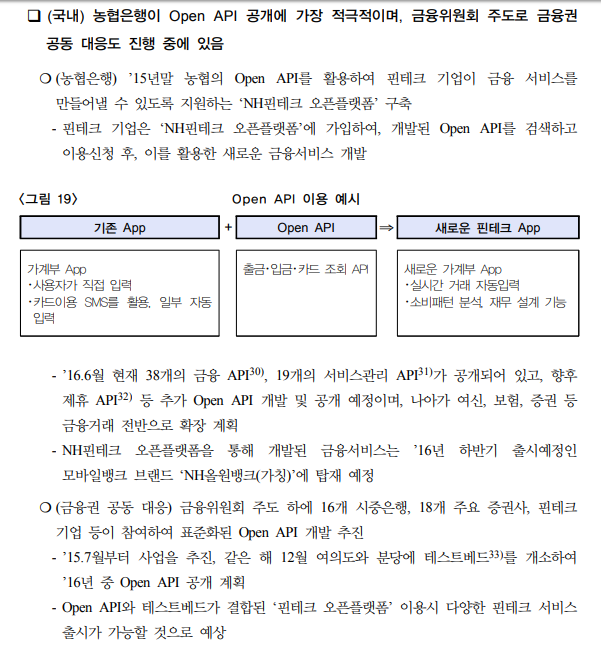 ❑ (국내) 농협은행이 Open API 공개에 가장 적극적이며, 금융위원회 주도로 금융권
공동 대응도 진행 중에 있음
❍ (농협은행) ’15년말 농협의 Open API를 활용하여 핀테크 기업이 금융 서비스를
만들어낼 수 있도록 지원하는 ‘NH핀테크 오픈플랫폼’ 구축
- 핀테크 기업은 ‘NH핀테크 오픈플랫폼’에 가입하여, 개발된 Open API를 검색하고
이용신청 후, 이를 활용한 새로운 금융서비스 개발
〈그림 19〉 Open API 이용 예시
기존 App + Open API ⇒ 새로운 핀테크 App
가계부 App
·사용자가 직접 입력
·카드이용 SMS를 활용, 일부 자동
입력
출금·입금·카드 조회 API
새로운 가계부 App
·실시간 거래 자동입력
·소비패턴 분석, 재무 설계 기능
- ’16.6월 현재 38개의 금융 API30), 19개의 서비스관리 API31)가 공개되어 있고, 향후
제휴 API32) 등 추가 Open API 개발 및 공개 예정이며, 나아가 여신, 보험, 증권 등
금융거래 전반으로 확장 계획
- NH핀테크 오픈플랫폼을 통해 개발된 금융서비스는 ’16년 하반기 출시예정인
모바일뱅크 브랜드 ‘NH올원뱅크(가칭)’에 탑재 예정
❍ (금융권 공동 대응) 금융위원회 주도 하에 16개 시중은행, 18개 주요 증권사, 핀테크
기업 등이 참여하여 표준화된 Open API 개발 추진
- ’15.7월부터 사업을 추진, 같은 해 12월 여의도와 분당에 테스트베드33)를 개소하여
’16년 중 Open API 공개 계획
- Open API와 테스트베드가 결합된 ‘핀테크 오픈플랫폼’ 이용시 다양한 핀테크 서비스
출시가 가능할 것으로 예상